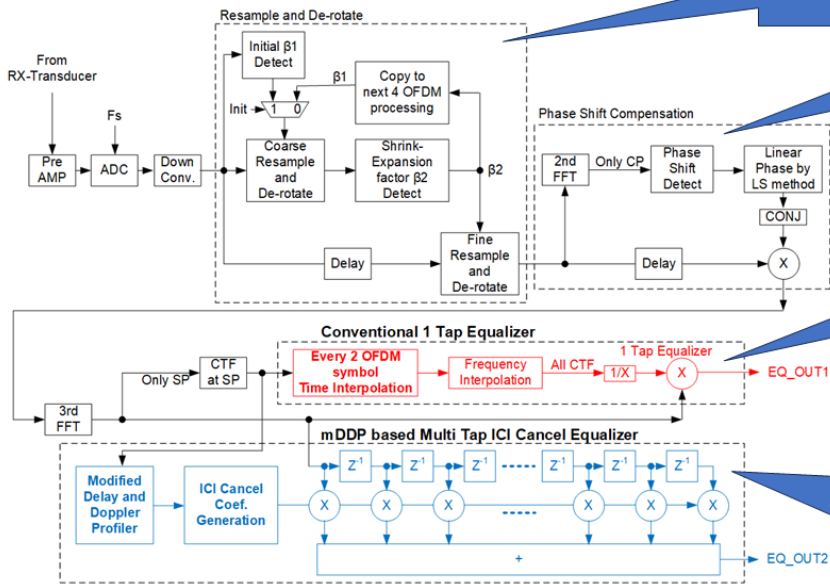 Resample and De-rotate
From
RX-Transducer
Fs
Pre
AMP
ADC
Down
Conv.
Initial β1
Detect
β1
Copy to
next 4 OFDM
processing
Init
1 0
Coarse
Resample
and
De-rotate
Shrink-
Expansion
factor β2
Detect
β2
Delay
Fine
Resample
and
De-rotate
Phase Shift Compensation
2nd
FFT
Only CP
Phase
Shift
Detect
Linear
Phase by
LS method
CONJ
Delay
X
Conventional 1 Tap Equalizer
3rd
FFT
Only SP
CTF
at SP
Every 2 OFDM
symbol
Time Interpolation
Frequency
Interpolation
All CTF
1/X
1 Tap Equalizer
X
EQ_OUT1
mDDP based Multi Tap ICI Cancel Equalizer
Modified
Delay and
Doppler
Profiler
ICI Cancel
Coef.
Generation
Z-1 Z-1 Z-1 Z-1 Z-1 Z-1
X X X X X X
+
EQ_OUT2